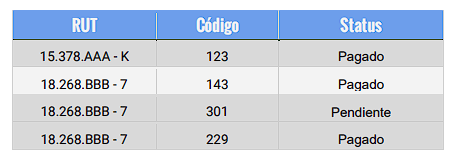 RUT Código Status
15.378.AAA - K 123 Pagado
18.268.BBB - 7 143 Pagado
18.268.BBB - 7 301 Pendiente
18.268.BBB - 7 229 Pagado